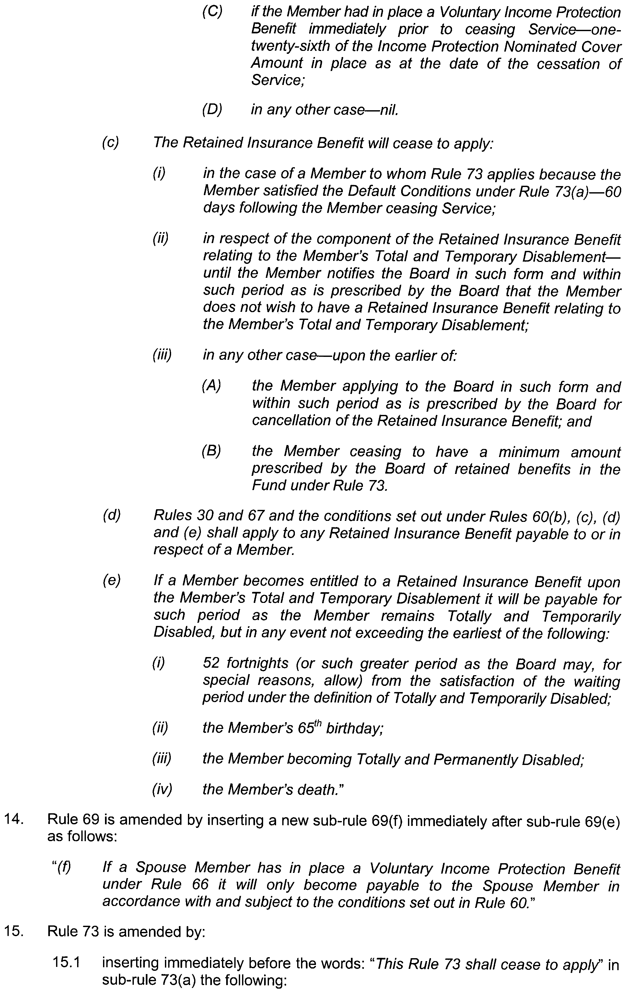 (C) if the Member had in place a Voluntary Income Protection
Benefit immediately prior to ceasing Service—one-
twenty-sixth of the Income Protection Nominated Cover
Amount in place as at the date of the cessation of
Service;
(D) in any other case—nil.
(c) The Retained Insurance Benefit will cease to apply:
(i) in the case of a Member to whom Rule 73 applies because the
Member satisfied the Default Conditions under Rule 73(a)—60
days following the Member ceasing Service;
(ii) in respect of the component of the Retained Insurance Benefit
relating to the Member's Total and Temporary Disablement—
until the Member notifies the Board in such form and within
such period as is prescribed by the Board that the Member
does not wish to have a Retained Insurance Benefit relating to
the Member's Total and Temporary Disablement;
(iii) in any other case—upon the earlier of:
(A) the Member applying to the Board in such form and
within such period as is prescribed by the Board for
cancellation of the Retained Insurance Benefit; and
(B) the Member ceasing to have a minimum amount
prescribed by the Board of retained benefits in the
Fund under Rule 73.
(d) Rules 30 and 67 and the conditions set out under Rules 60(b), (c), (d)
and (e) shall apply to any Retained Insurance Benefit payable to or in
respect of a Member.
(e) If a Member becomes entitled to a Retained Insurance Benefit upon
the Member's Total and Temporary Disablement it will be payable for
such period as the Member remains Totally and Temporarily
Disabled, but in any event not exceeding the earliest of the following:
(i) 52 fortnights (or such greater period as the Board may, for
special reasons, allow) from the satisfaction of the waiting
period under the definition of Totally and Temporarily Disabled;
(ii) the Member's 65th birthday;
(iii) the Member becoming Totally and Permanently Disabled;
(iv) the Member's death."
14. Rule 69 is amended by inserting a new sub-rule 69(f) immediately after sub-rule 69(e)
as follows:
"(f) If a Spouse Member has in place a Voluntary Income Protection Benefit
under Rule 66 it will only become payable to the Spouse Member in
accordance with and subject to the conditions set out in Rule 60."
15. Rule 73 is amended by:
15.1 inserting immediately before the words: "This Rule 73 shall cease to apply" in
sub-rule 73(a) the following: